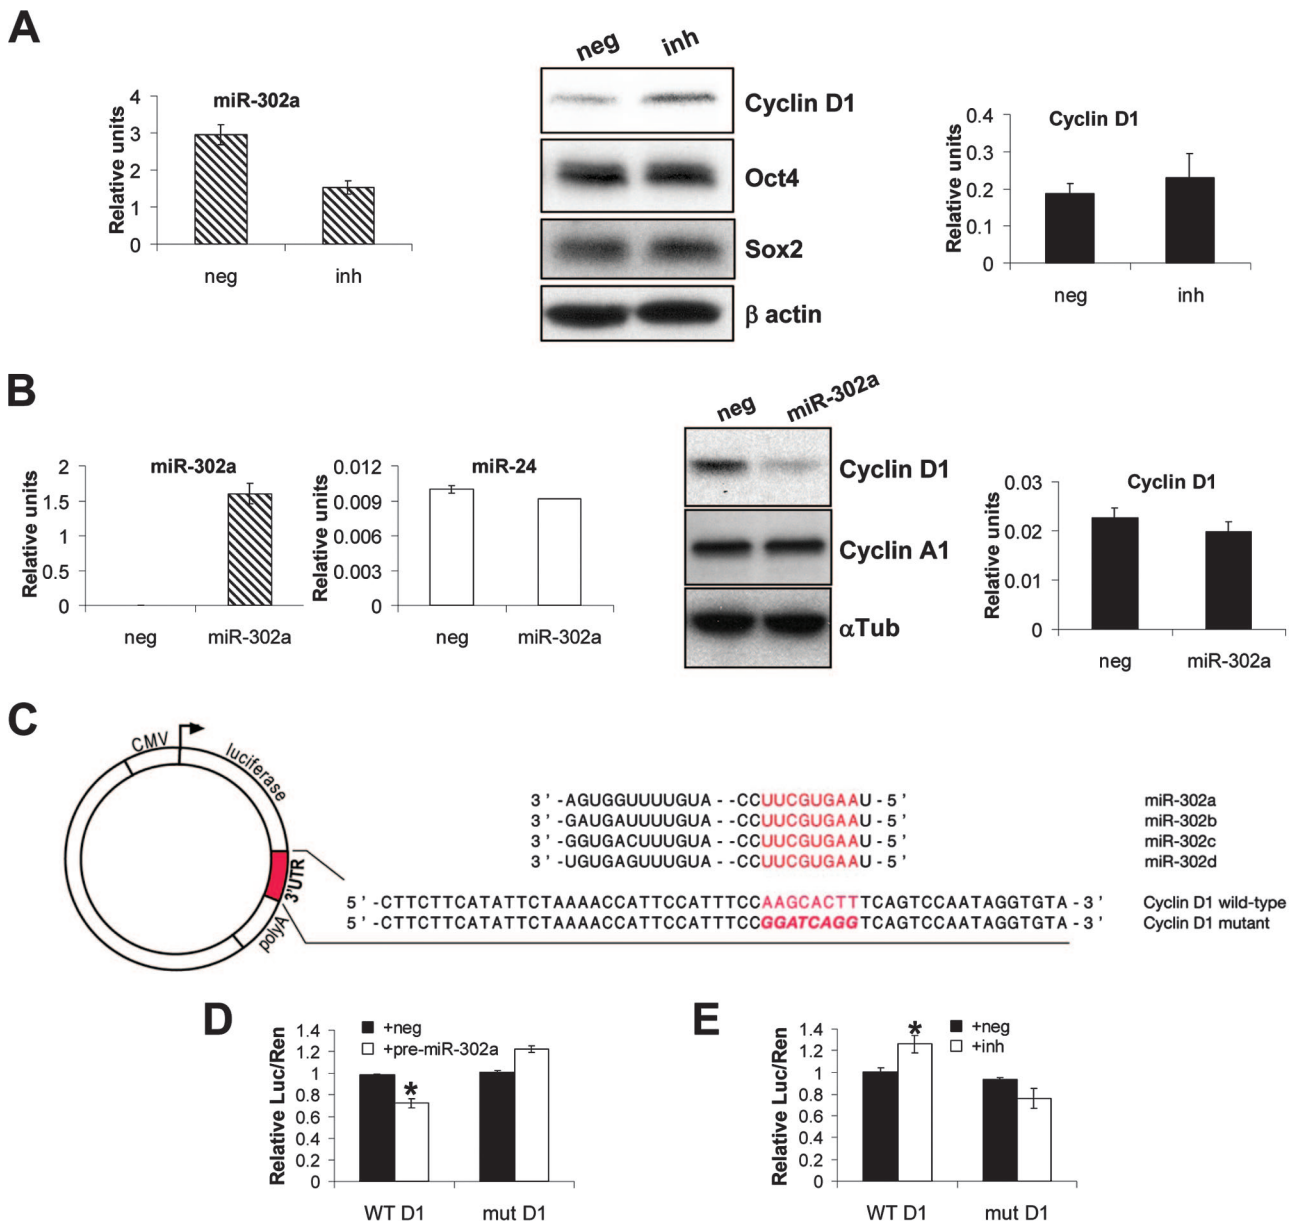 A
miR-302a
Relative units
4
3
2
1
0
neg
inh
neg
inh
Cyclin D1
Oct4
Sox2
β actin
Cyclin D1
Relative units
0.4
0.3
0.2
0.1
0
neg
inh
B
miR-302a
Relative units
2
1.5
1
0.5
0
neg
miR-302a
miR-24
Relative units
0.012
0.009
0.006
0.003
0
neg
miR-302a
neg
miR-302a
Cyclin D1
Cyclin A1
αTub
Cyclin D1
Relative units
0.03
0.02
0.01
0
neg
miR-302a
C
CMV
luciferase
3'UTR
polyA
3'-AGUGGUUUUGUA--CCUUCGUGAAU-5' miR-302a
3'-GAUGAUUUUGUA--CCUUCGUGAAU-5' miR-302b
3'-GGUGACUUUGUA--CCUUCGUGAAU-5' miR-302c
3'-UGUGAGUUUGUA--CCUUCGUGAAU-5' miR-302d
5'-CTTCTTCATATTCTAAAACCATTCCATTTCCAAGCACTTTCAGTCCAATAGGTGTA-3' Cyclin D1 wild-type
5'-CTTCTTCATATTCTAAAACCATTCCATTTCCGGATCAGGTCAGTCCAATAGGTGTA-3' Cyclin D1 mutant
D
Relative Luc/Ren
1.4
1.2
1
0.8
0.6
0.4
0.2
0
+neg
+pre-miR-302a
*
WT D1
mut D1
E
Relative Luc/Ren
1.4
1.2
1
0.8
0.6
0.4
0.2
0
+neg
+inh
*
WT D1
mut D1